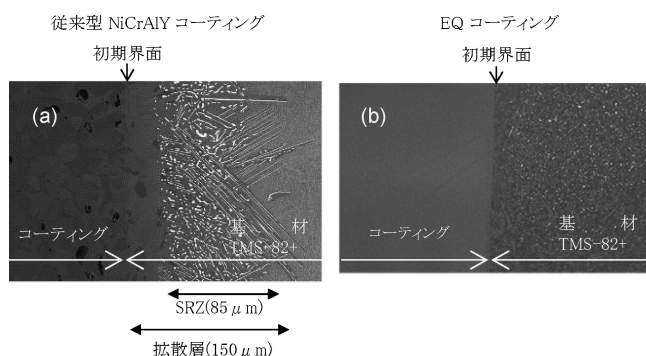 従来型 NiCrAlY コーティング
初期界面
(a)
コーティング
基 材
TMS-82+
SRZ(85μm)
拡散層(150μm)
EQ コーティング
初期界面
(b)
コーティング
基 材
TMS-82+